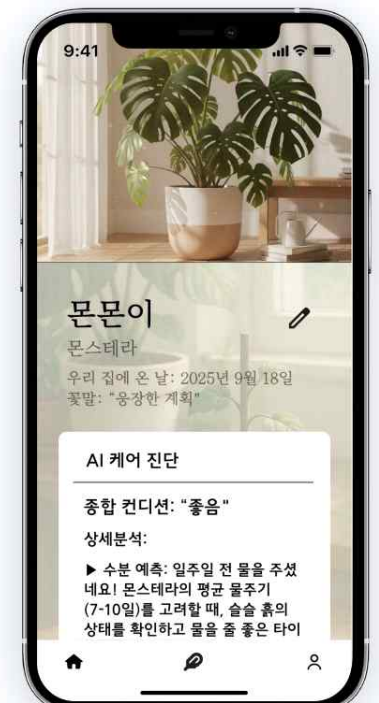 9:41
몬몬이
몬스테라
우리 집에 온 날: 2025년 9월 18일
꽃말: "웅장한 계획"
AI 케어 진단
종합 컨디션: "좋음"
상세분석:
▶ 수분 예측: 일주일 전 물을 주셨
네요! 몬스테라의 평균 물주기
(7-10일)를 고려할 때, 슬슬 흙의
상태를 확인하고 물을 줄 좋은 타이